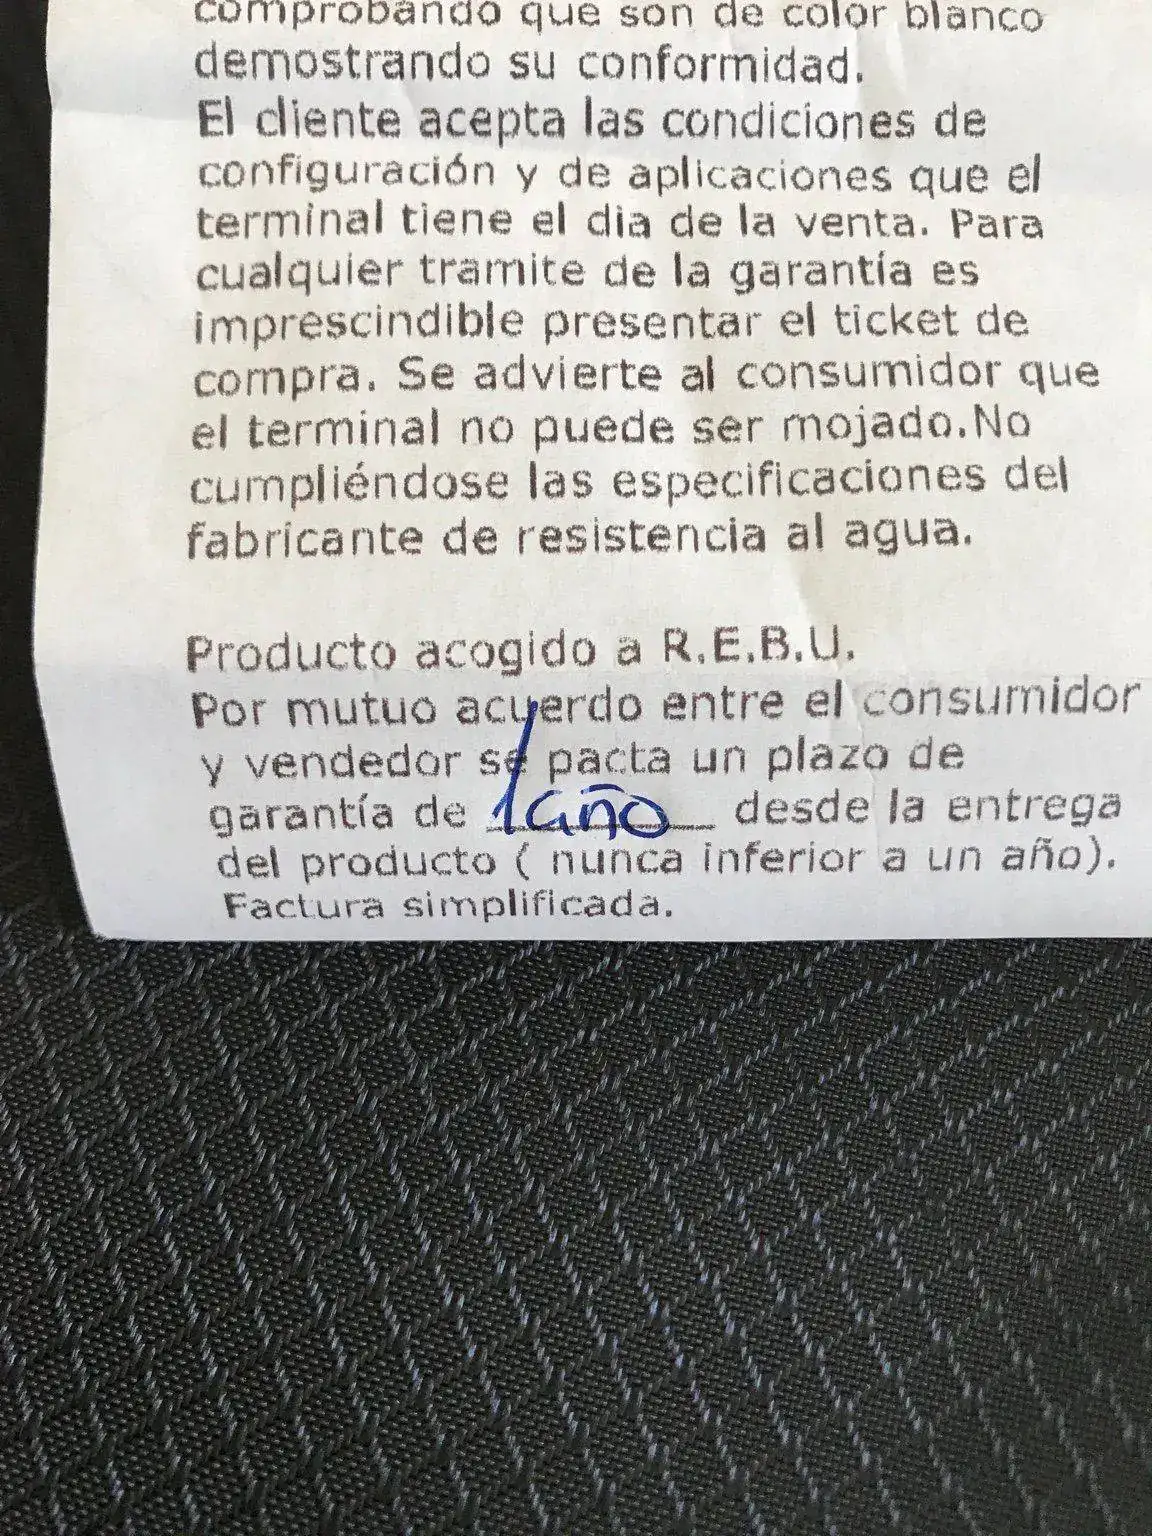 comprobando que son de color blanco
demostrando su conformidad.
El cliente acepta las condiciones de
configuración y de aplicaciones que el
terminal tiene el dia de la venta. Para
cualquier tramite de la garantía es
imprescindible presentar el ticket de
compra. Se advierte al consumidor que
el terminal no puede ser mojado.No
cumpliéndose las especificaciones del
fabricante de resistencia al agua.
Producto acogido a R.E.B.U.
Por mutuo acuerdo entre el consumidor
y vendedor se pacta un plazo de
garantía de 1 año desde la entrega
del producto ( nunca inferior a un año).
Factura simplificada.